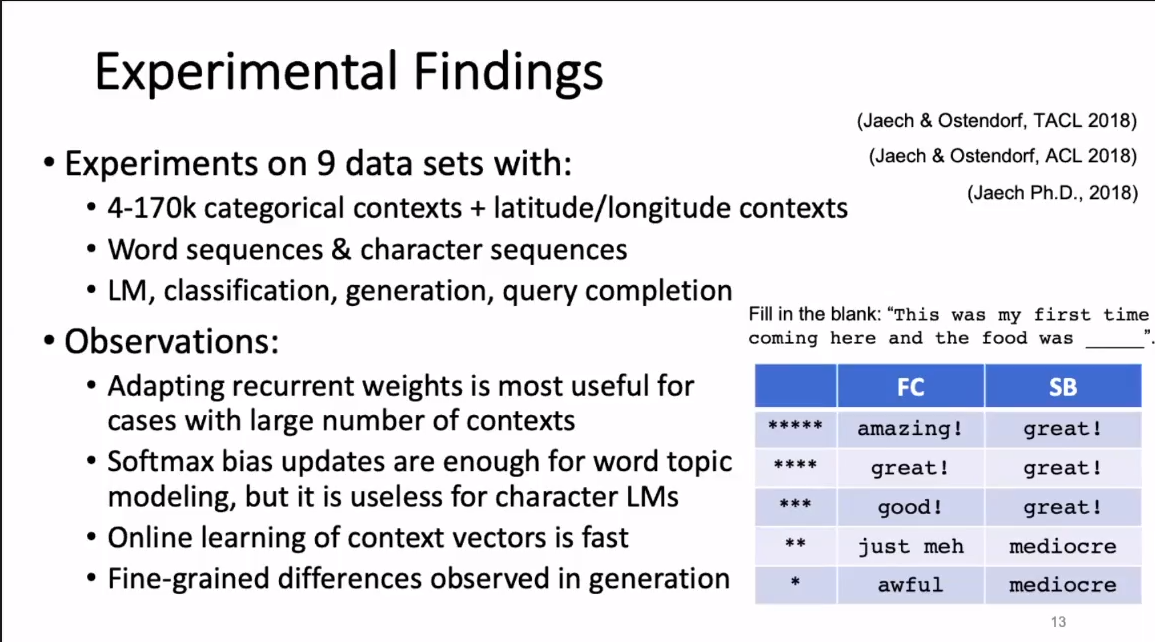 Experimental Findings
(Jaech & Ostendorf, TACL 2018)
(Jaech & Ostendorf, ACL 2018)
(Jaech Ph.D., 2018)
• Experiments on 9 data sets with:
• 4-170k categorical contexts + latitude/longitude contexts
• Word sequences & character sequences
• LM, classification, generation, query completion
• Observations:
• Adapting recurrent weights is most useful for
cases with large number of contexts
• Softmax bias updates are enough for word topic
modeling, but it is useless for character LMs
• Online learning of context vectors is fast
• Fine-grained differences observed in generation
Fill in the blank: “This was my first time
coming here and the food was _____”.
FC SB
***** amazing! great!
**** great! great!
*** good! great!
** just meh mediocre
* awful mediocre
13